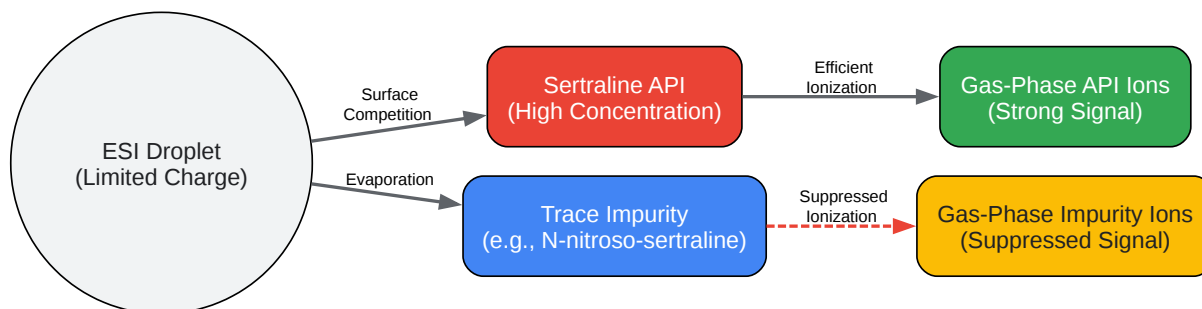 ESI Droplet
(Limited Charge)
Surface
Competition
Evaporation
Sertraline API
(High Concentration)
Efficient
Ionization
Gas-Phase API Ions
(Strong Signal)
Trace Impurity
(e.g., N-nitroso-sertraline)
Suppressed
Ionization
Gas-Phase Impurity Ions
(Suppressed Signal)